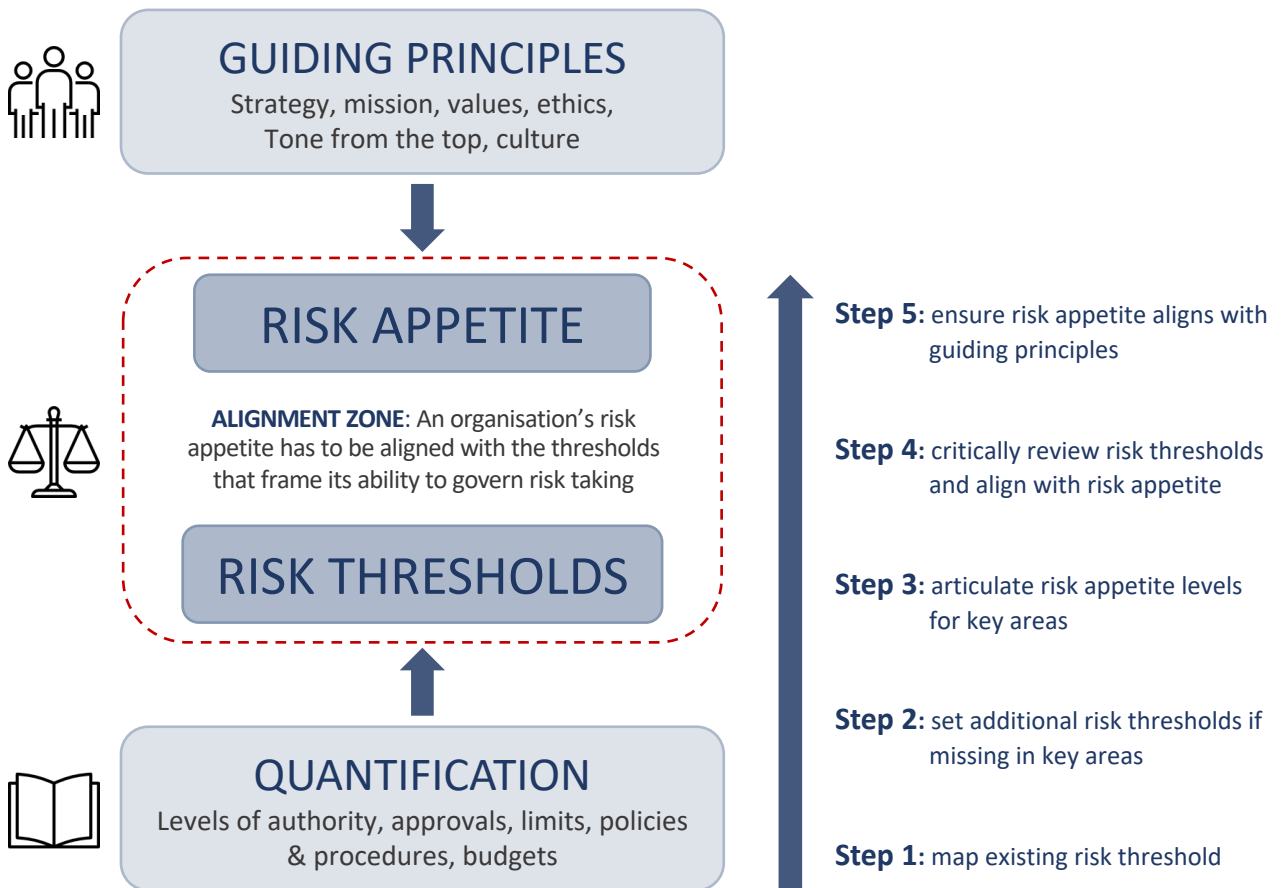 GUIDING PRINCIPLES
Strategy, mission, values, ethics,
Tone from the top, culture
RISK APPETITE
ALIGNMENT ZONE: An organisation’s risk
appetite has to be aligned with the thresholds
that frame its ability to govern risk taking
RISK THRESHOLDS
QUANTIFICATION
Levels of authority, approvals, limits, policies
& procedures, budgets
Step 5: ensure risk appetite aligns with
guiding principles
Step 4: critically review risk thresholds
and align with risk appetite
Step 3: articulate risk appetite levels
for key areas
Step 2: set additional risk thresholds if
missing in key areas
Step 1: map existing risk threshold